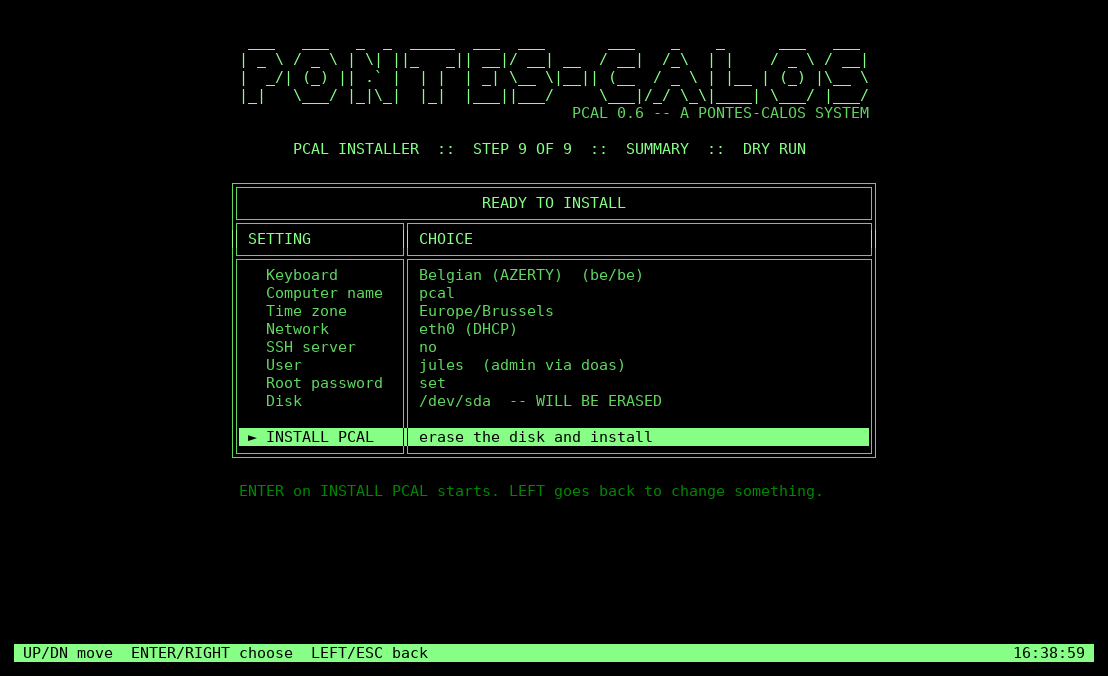 PONTES-CALOS
PCAL 0.6 -- A PONTES-CALOS SYSTEM
PCAL INSTALLER :: STEP 9 OF 9 :: SUMMARY :: DRY RUN
READY TO INSTALL
SETTING CHOICE
Keyboard Belgian (AZERTY) (be/be)
Computer name pcal
Time zone Europe/Brussels
Network eth0 (DHCP)
SSH server no
User jules (admin via doas)
Root password set
Disk /dev/sda -- WILL BE ERASED
► INSTALL PCAL erase the disk and install
ENTER on INSTALL PCAL starts. LEFT goes back to change something.
UP/DN move ENTER/RIGHT choose LEFT/ESC back 16:38:59